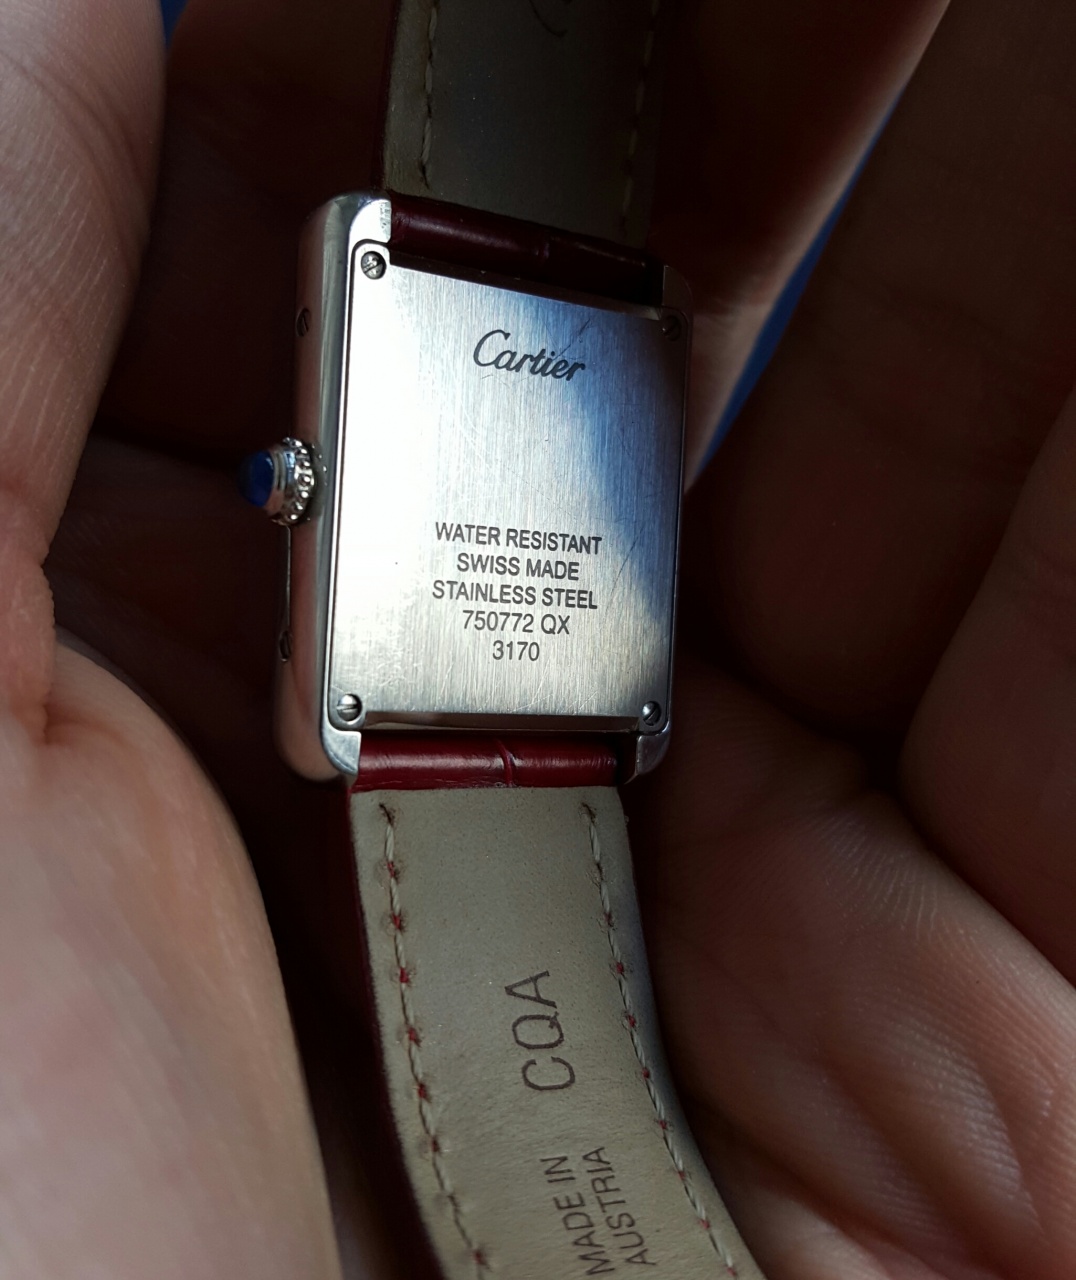 Cartier
WATER RESISTANT
SWISS MADE
STAINLESS STEEL
750772 QX
3170
CQA
MADE IN
AUSTRIA